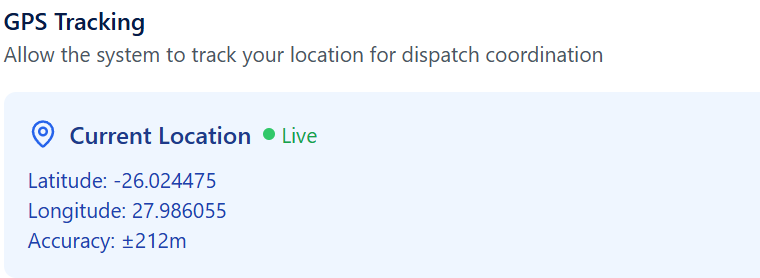 GPS Tracking
Allow the system to track your location for dispatch coordination
Current Location Live
Latitude: -26.024475
Longitude: 27.986055
Accuracy: ±212m